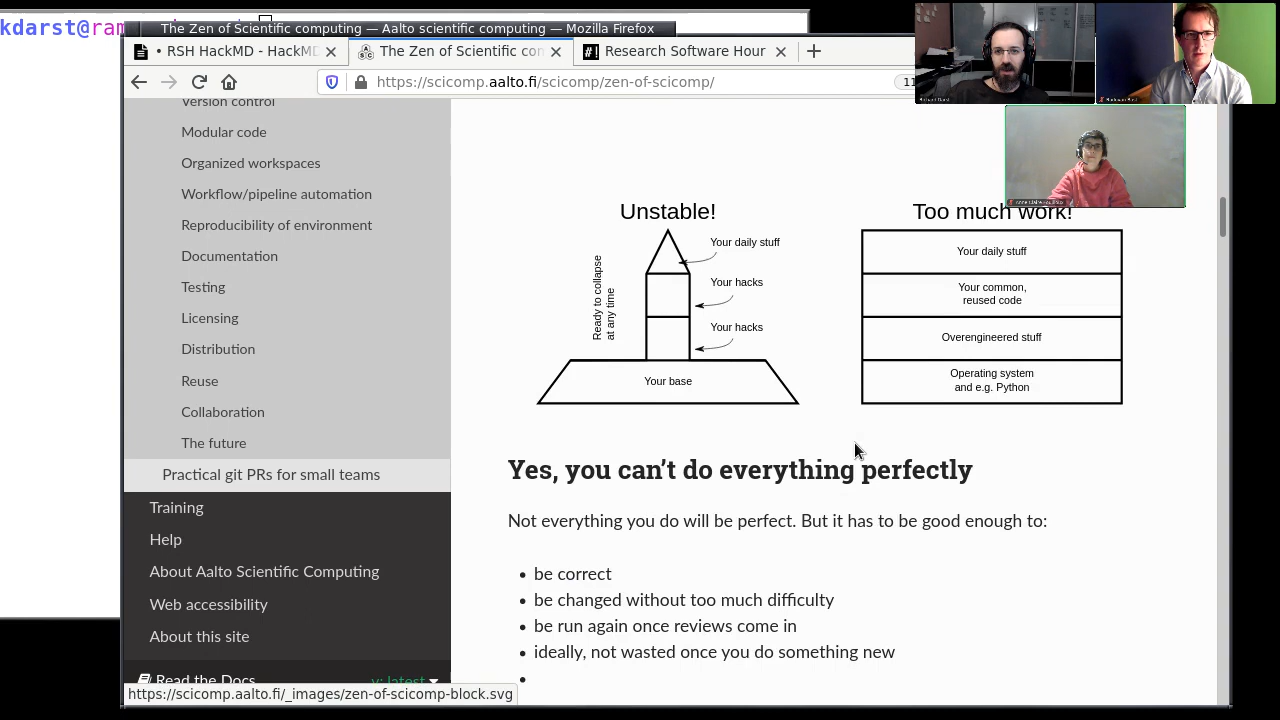 kdarst@ram
The Zen of Scientific computing — Aalto scientific computing — Mozilla Firefox
• RSH HackMD - HackMD
The Zen of Scientific con
Research Software Hour
https://scicomp.aalto.fi/scicomp/zen-of-scicomp/
11
Version control
Modular code
Organized workspaces
Workflow/pipeline automation
Reproducibility of environment
Documentation
Testing
Licensing
Distribution
Reuse
Collaboration
The future
Practical git PRs for small teams
Training
Help
About Aalto Scientific Computing
Web accessibility
About this site
Read the Docs
v: latest
https://scicomp.aalto.fi/_images/zen-of-scicomp-block.svg
Richard Darst
Unstable!
Your daily stuff
Your hacks
Your hacks
Ready to collapse
at any time
Your base
Too much work!
Your daily stuff
Your common,
reused code
Overengineered stuff
Operating system
and e.g. Python
Yes, you can't do everything perfectly
Not everything you do will be perfect. But it has to be good enough to:
• be correct
• be changed without too much difficulty
• be run again once reviews come in
• ideally, not wasted once you do something new
•